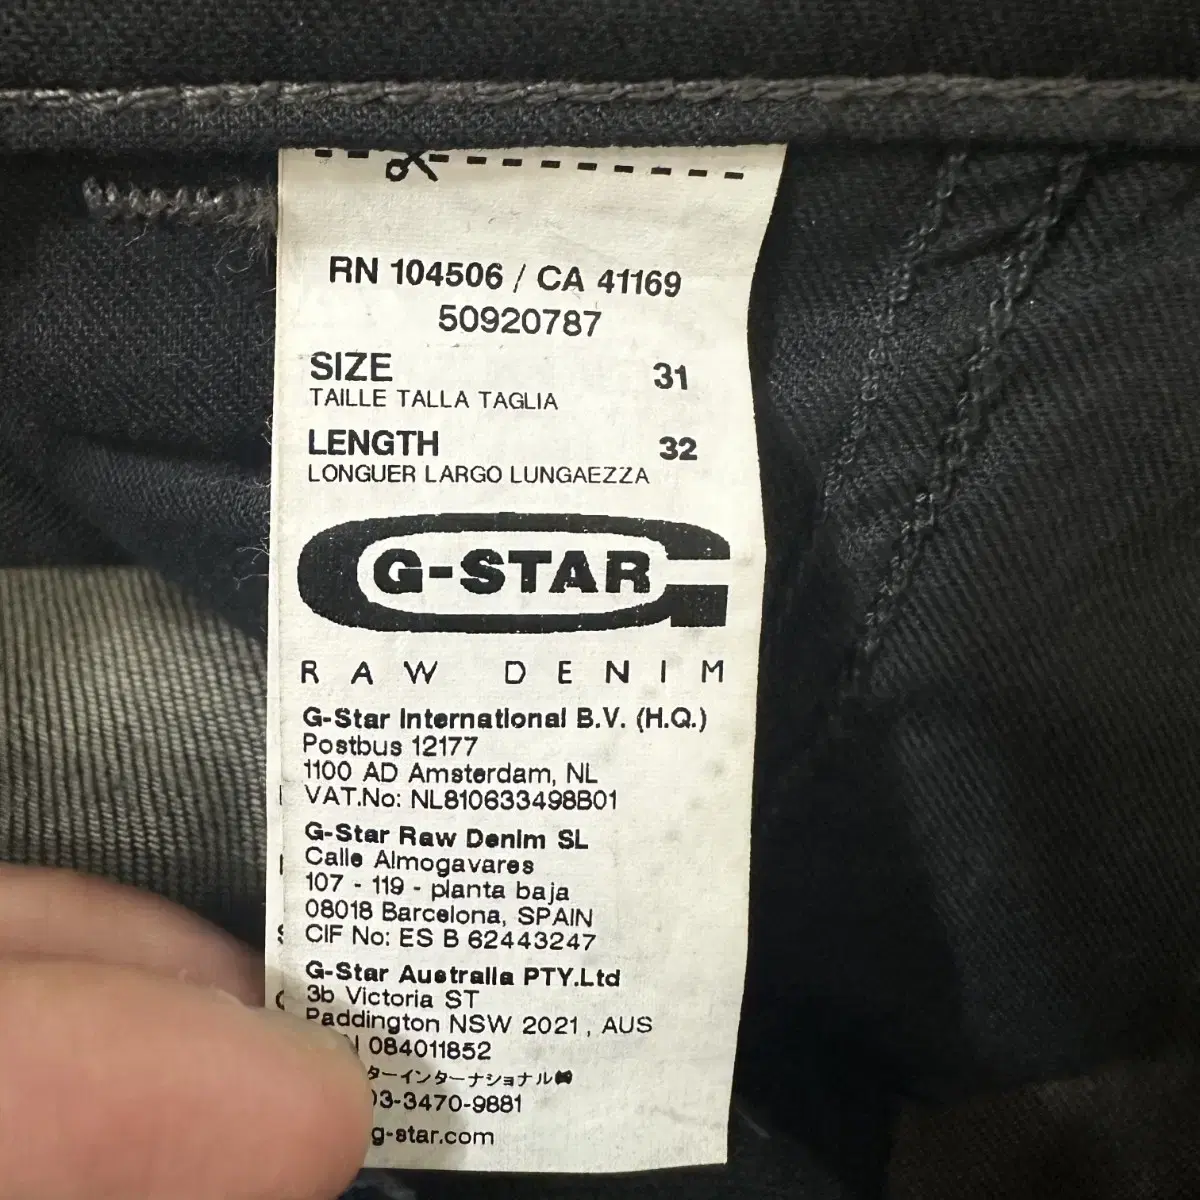 RN 104506 / CA 41169
50920787
SIZE 31
TAILLE TALLA TAGLIA
LENGTH 32
LONGUER LARGO LUNGAEZZA
G-STAR
RAW DENIM
G-Star International B.V. (H.Q.)
Postbus 12177
1100 AD Amsterdam, NL
VAT.No: NL810633498B01
G-Star Raw Denim SL
Calle Almogavares
107 - 119 - planta baja
08018 Barcelona, SPAIN
CIF No: ES B 62443247
G-Star Australia PTY.Ltd
3b Victoria ST
Paddington NSW 2021, AUS
084011852
ターインターナショナル㈱
03-3470-9881
g-star.com